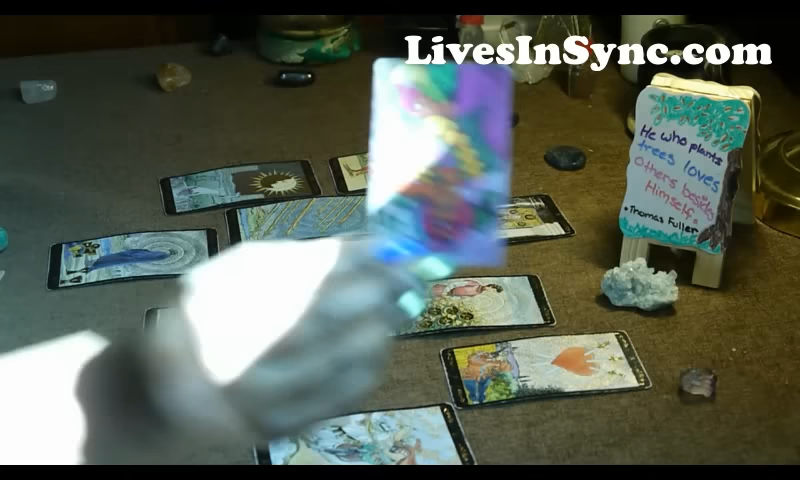 LivesInSync.com
He who plants
trees loves
others besides
Himself.
•Thomas Fuller